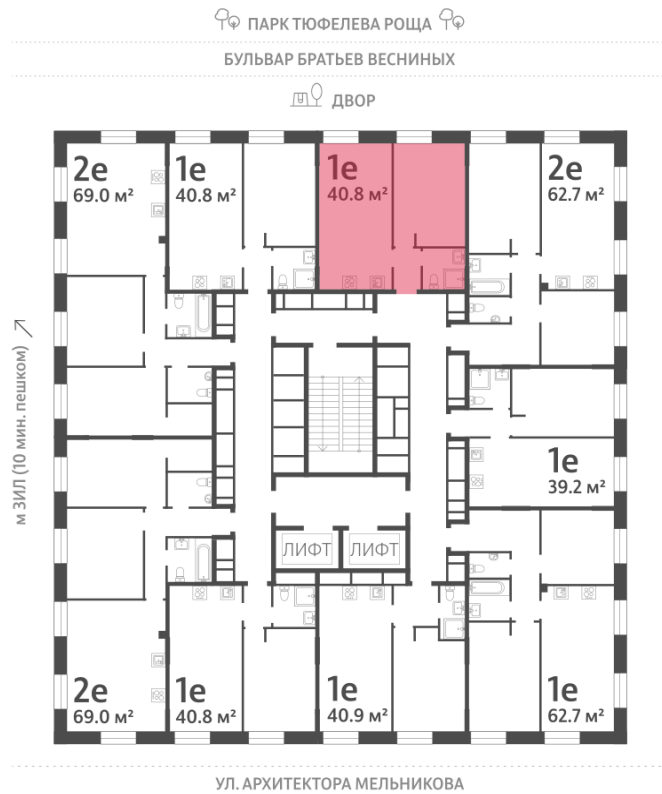 ПАРК ТЮФЕЛЕВА РОЩА
БУЛЬВАР БРАТЬЕВ ВЕСНИНЫХ
ДВОР
2е
69.0 м²
1е
40.8 м²
1е
40.8 м²
2е
62.7 м²
м ЗИЛ (10 мин. пешком)
1е
39.2 м²
ЛИФТ
ЛИФТ
2е
69.0 м²
1е
40.8 м²
1е
40.9 м²
1е
62.7 м²
УЛ. АРХИТЕКТОРА МЕЛЬНИКОВА